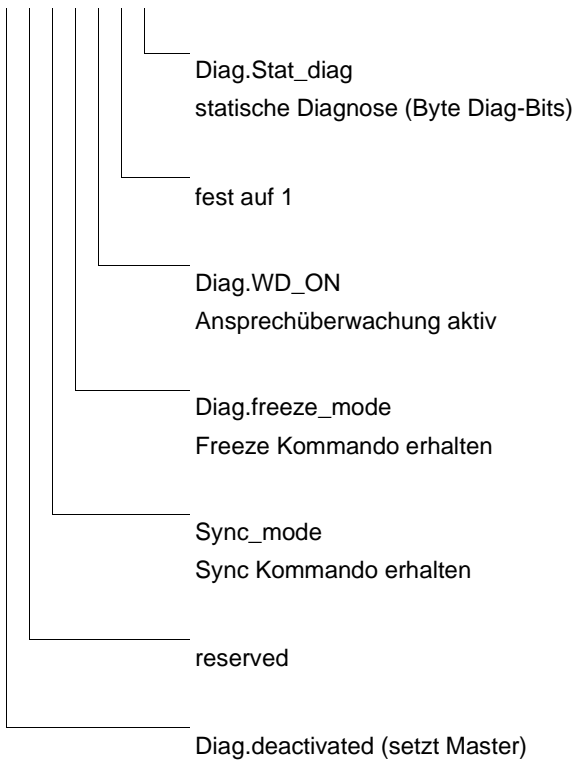 Diag.Stat_diag
statische Diagnose (Byte Diag-Bits)
fest auf 1
Diag.WD_ON
Ansprechüberwachung aktiv
Diag.freeze_mode
Freeze Kommando erhalten
Sync_mode
Sync Kommando erhalten
reserved
Diag.deactivated (setzt Master)